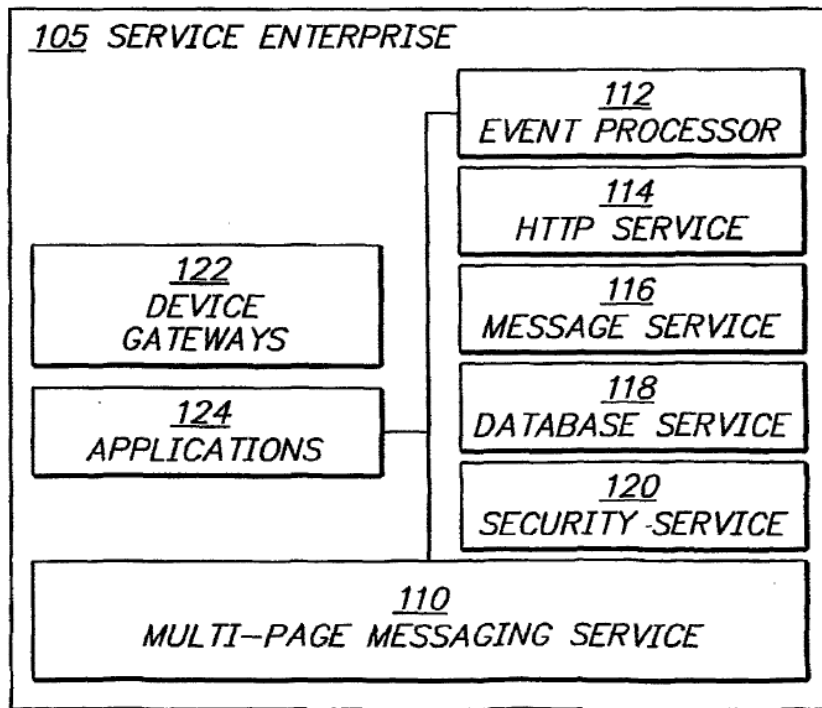 105 SERVICE ENTERPRISE
112
EVENT PROCESSOR
114
HTTP SERVICE
122
DEVICE
GATEWAYS
116
MESSAGE SERVICE
124
APPLICATIONS
118
DATABASE SERVICE
120
SECURITY SERVICE
110
MULTI-PAGE MESSAGING SERVICE